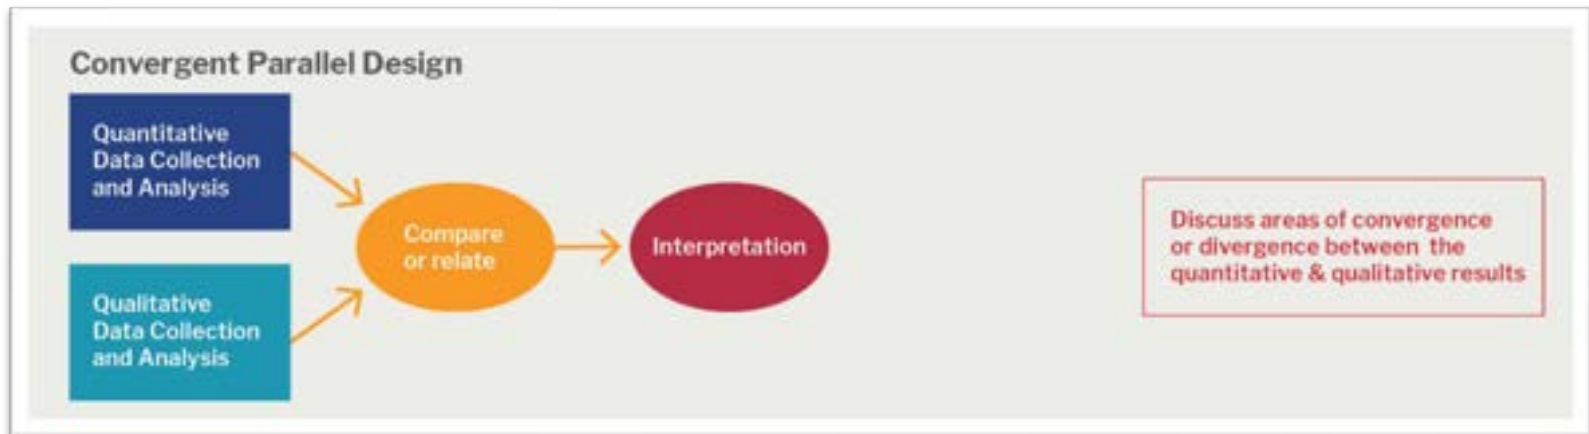 Convergent Parallel Design
Quantitative
Data Collection
and Analysis
Qualitative
Data Collection
and Analysis
Compare
or relate
Interpretation
Discuss areas of convergence
or divergence between the
quantitative & qualitative results